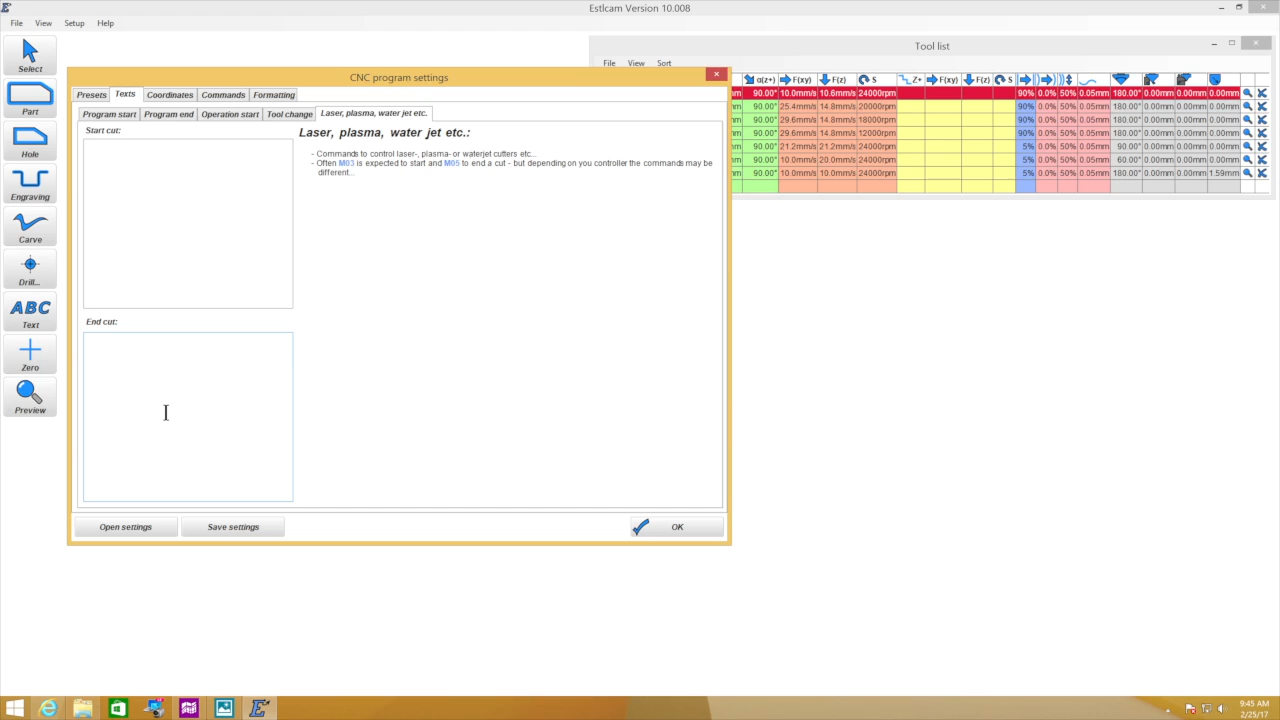 Estlcam Version 10.008
File View Setup Help
Tool list
File View Sort
CNC program settings
Presets Texts Coordinates Commands Formatting
Program start Program end Operation start Tool change Laser, plasma, water jet etc.
Start cut:
Laser, plasma, water jet etc.:
- Commands to control laser-, plasma- or waterjet cutters etc...
- Often M03 is expected to start and M05 to end a cut - but depending on you controller the commands may be
different...
End cut:
Open settings Save settings OK
Select
Part
Hole
Engraving
Carve
Drill...
ABC
Text
Zero
Preview
α(z+) F(xy) F(z) S Z+ F(xy) F(z) S
m 90.00° 10.0mm/s 10.6mm/s 24000rpm 90% 0.0% 50% 0.05mm 180.00° 0.00mm 0.00mm 0.00mm
m 90.00° 25.4mm/s 14.8mm/s 20000rpm 90% 0.0% 50% 0.05mm 180.00° 0.00mm 0.00mm 0.00mm
m 90.00° 29.6mm/s 14.8mm/s 18000rpm 90% 0.0% 50% 0.05mm 180.00° 0.00mm 0.00mm 0.00mm
m 90.00° 29.6mm/s 14.8mm/s 12000rpm 90% 0.0% 50% 0.05mm 180.00° 0.00mm 0.00mm 0.00mm
m 90.00° 21.2mm/s 21.2mm/s 24000rpm 5% 0.0% 50% 0.05mm 90.00° 0.00mm 0.00mm 0.00mm
m 90.00° 10.0mm/s 20.0mm/s 24000rpm 5% 0.0% 50% 0.05mm 60.00° 0.00mm 0.00mm 0.00mm
m 90.00° 10.0mm/s 10.0mm/s 24000rpm 5% 0.0% 50% 0.05mm 180.00° 0.00mm 0.00mm 1.59mm
9:45 AM
2/25/17